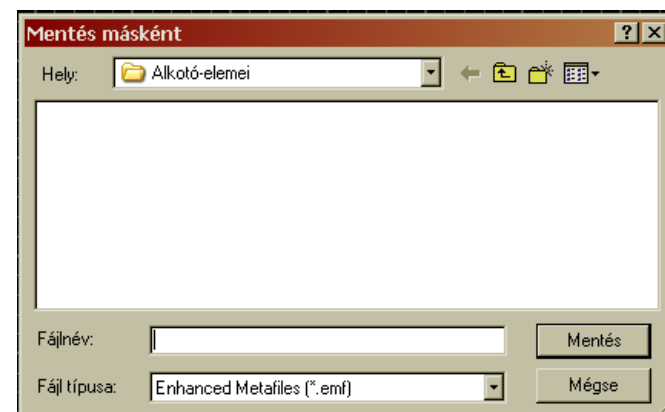 Mentés másként
Hely: Alkotó-elemei
Fájlnév: Mentés
Fájl típusa: Enhanced Metafiles (*.emf) Mégse